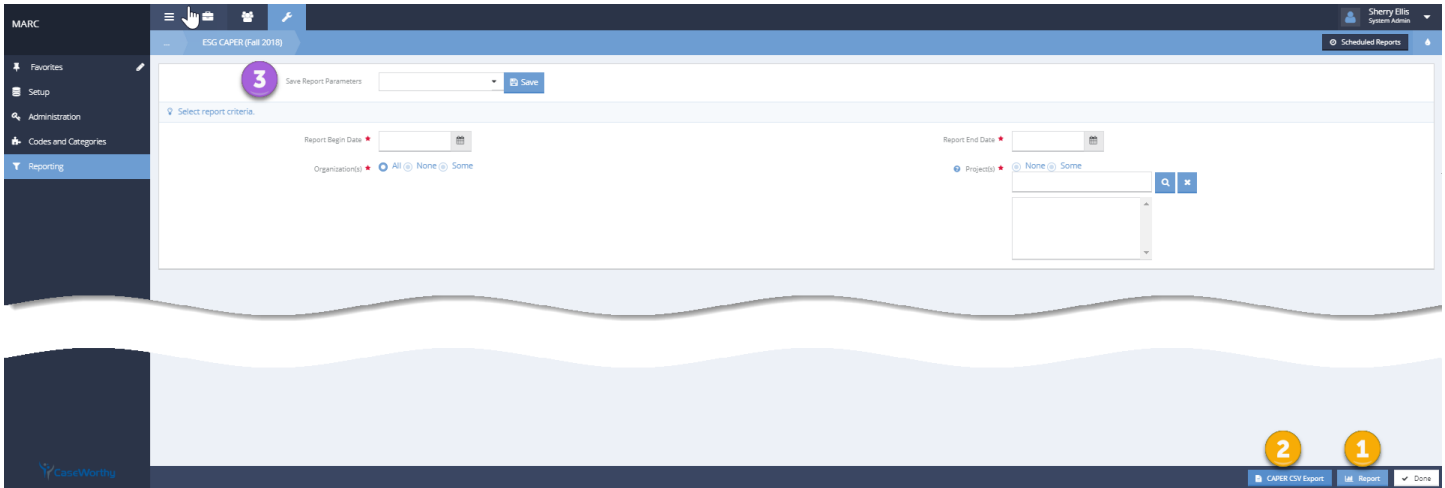 MARC
Sherry Ellis
System Admin
... ESG CAPER (Fall 2018)
Scheduled Reports
Favorites
Setup
Administration
Codes and Categories
Reporting
3 Save Report Parameters Save
Select report criteria.
Report Begin Date * Report End Date *
Organization(s) * All None Some Project(s) * None Some
CaseWorthy
2 1
CAPER CSV Export Report Done